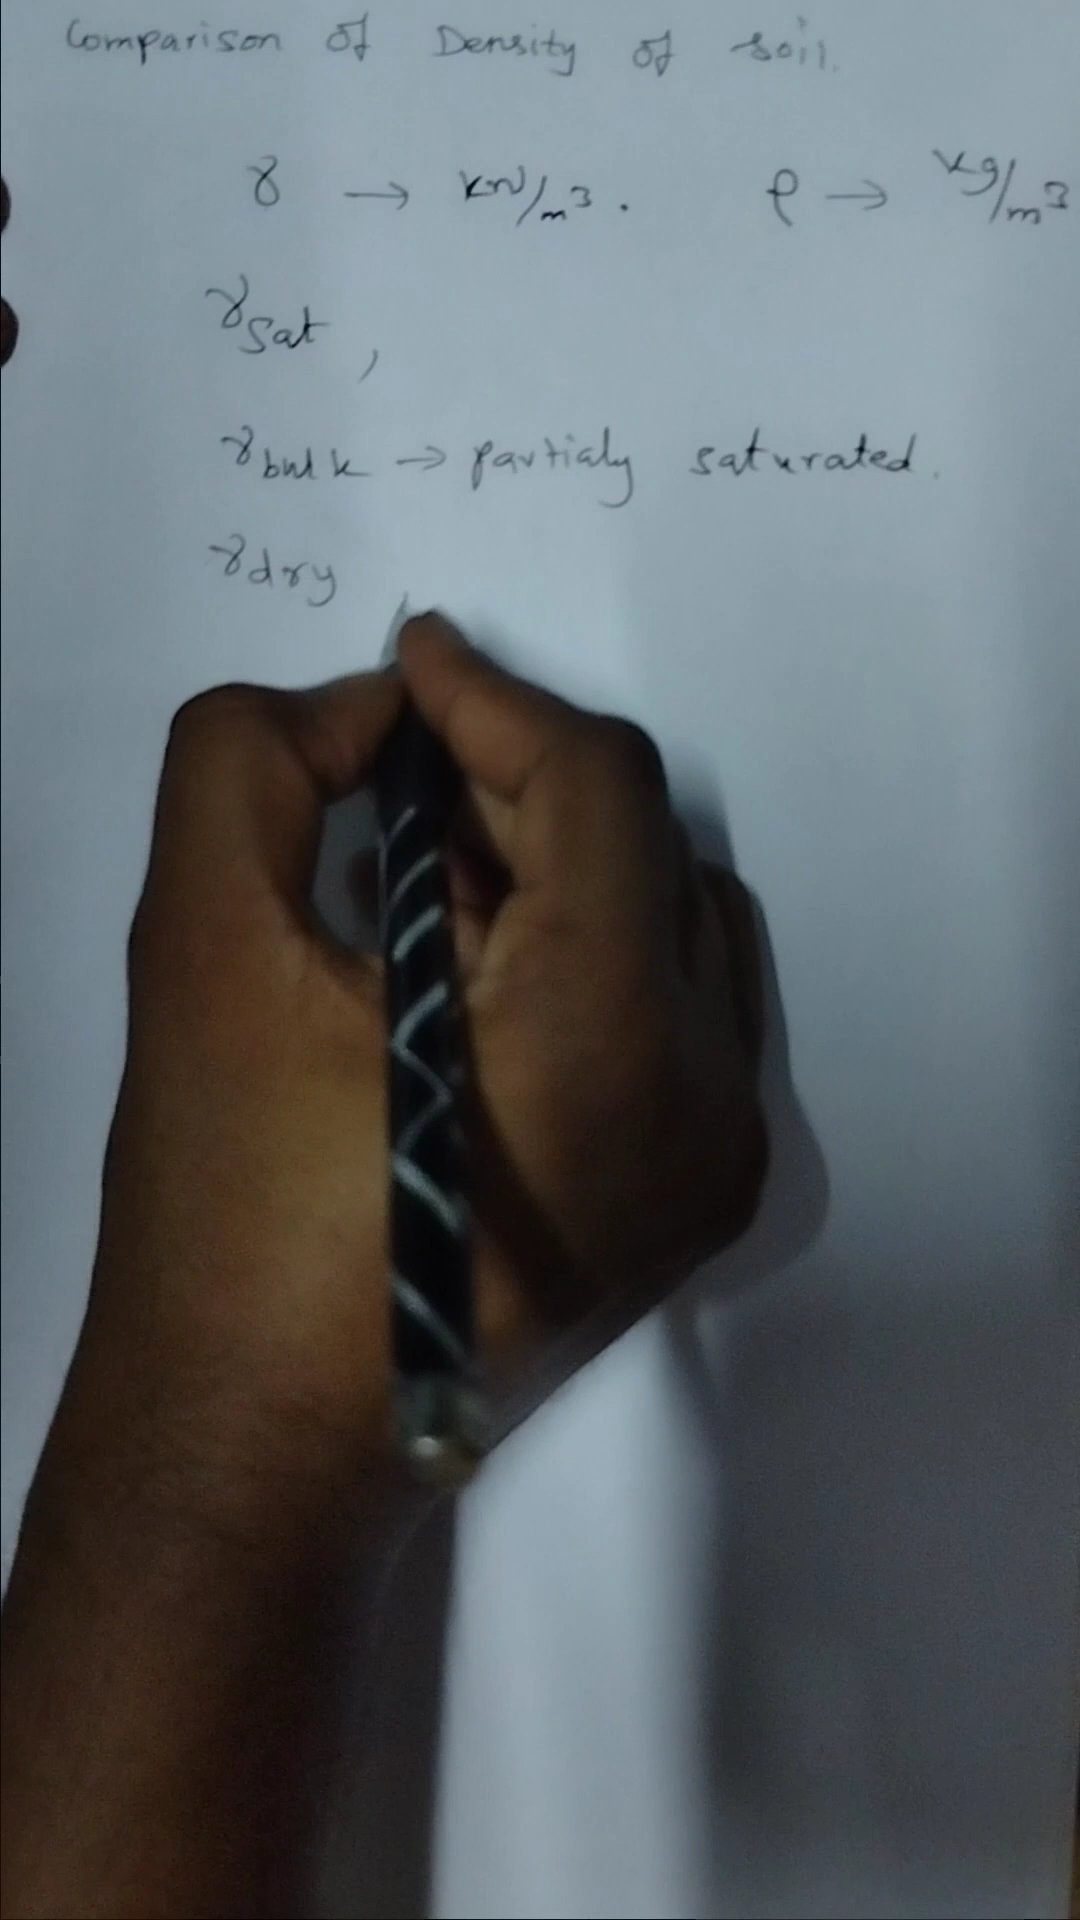 Comparison of Density of soil.
γ → kN/m³. ρ → kg/m³
γsat,
γbulk → partialy saturated.
γdry